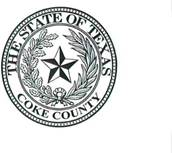 THE STATE OF TEXAS
COKE COUNTY